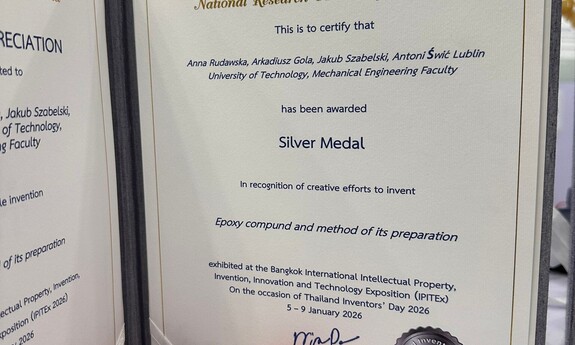 RECIATION
ted to
, Jakub Szabelski,
of Technology,
g Faculty
le invention
of its preparation
ectual Property, Invention,
xposition (IPITEx 2026)
2026
National Research
This is to certify that
Anna Rudawska, Arkadiusz Gola, Jakub Szabelski, Antoni Świć Lublin
University of Technology, Mechanical Engineering Faculty
has been awarded
Silver Medal
In recognition of creative efforts to invent
Epoxy compund and method of its preparation
exhibited at the Bangkok International Intellectual Property,
Invention, Innovation and Technology Exposition (IPITEx)
On the occasion of Thailand Inventors' Day 2026
5 – 9 January 2026